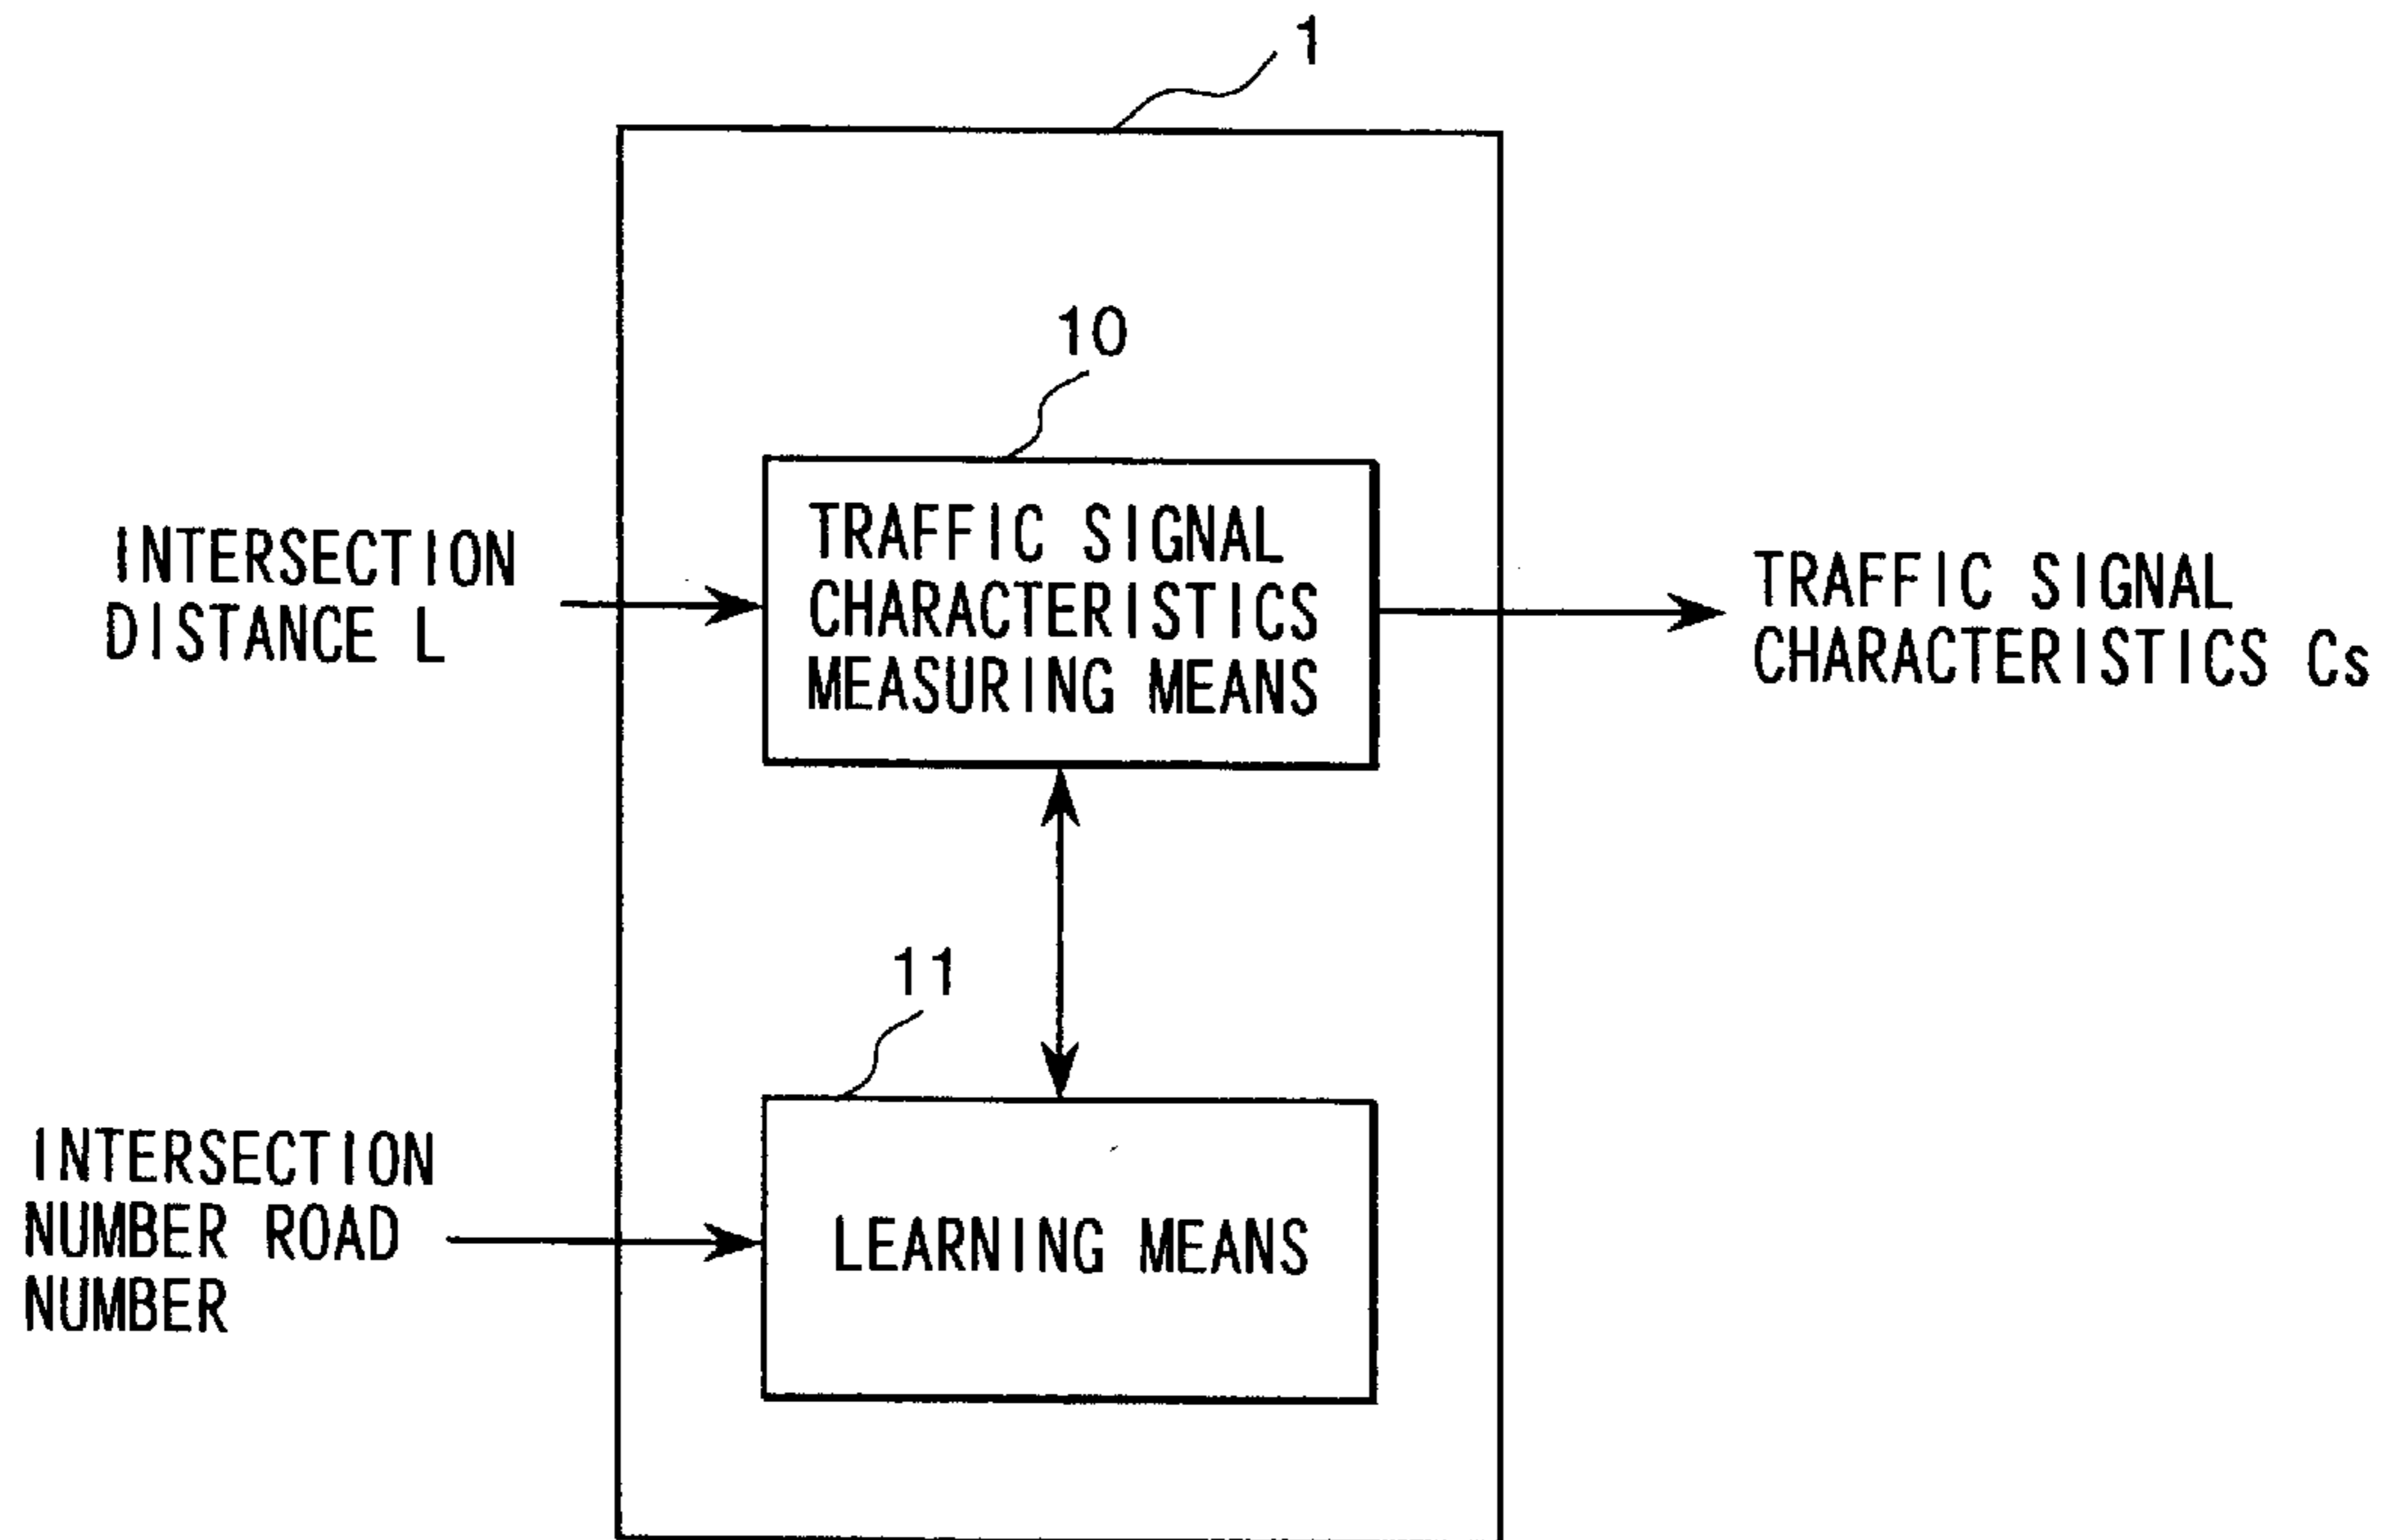 1
10
INTERSECTION
DISTANCE L
TRAFFIC SIGNAL
CHARACTERISTICS
MEASURING MEANS
TRAFFIC SIGNAL
CHARACTERISTICS Cs
11
INTERSECTION
NUMBER ROAD
NUMBER
LEARNING MEANS